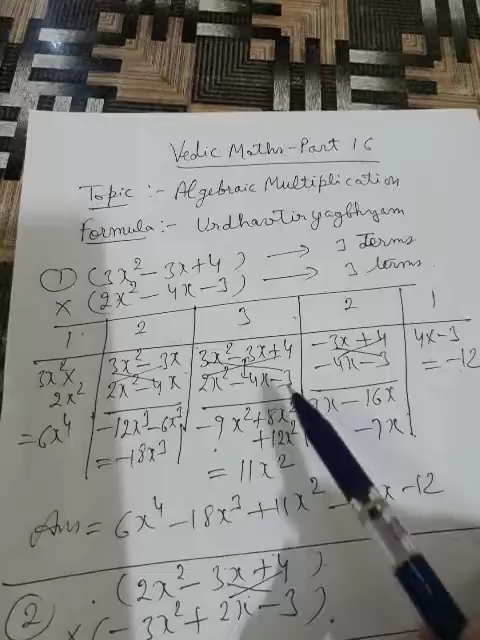 Vedic Maths-Part 16
Topic :- Algebraic Multiplication
Formula:- Urdhavtiryagbhyam
① (3x² - 3x + 4) → 3 Terms
× (2x² - 4x - 3) → 3 terms.
1 2 3 2 1
3x²x 3x² - 3x 3x² - 3x + 4 -3x + 4 4x - 3
2x² 2x² - 4x 2x² - 4x - 3 -4x - 3 = -12
= 6x⁴ -12x³ - 6x³ -9x² + 8x² x - 16x
= -18x³ + 12x² - 7x
= 11x²
Ans = 6x⁴ - 18x³ + 11x² - x - 12
② (2x² - 3x + 4)
× (-3x² + 2x - 3).